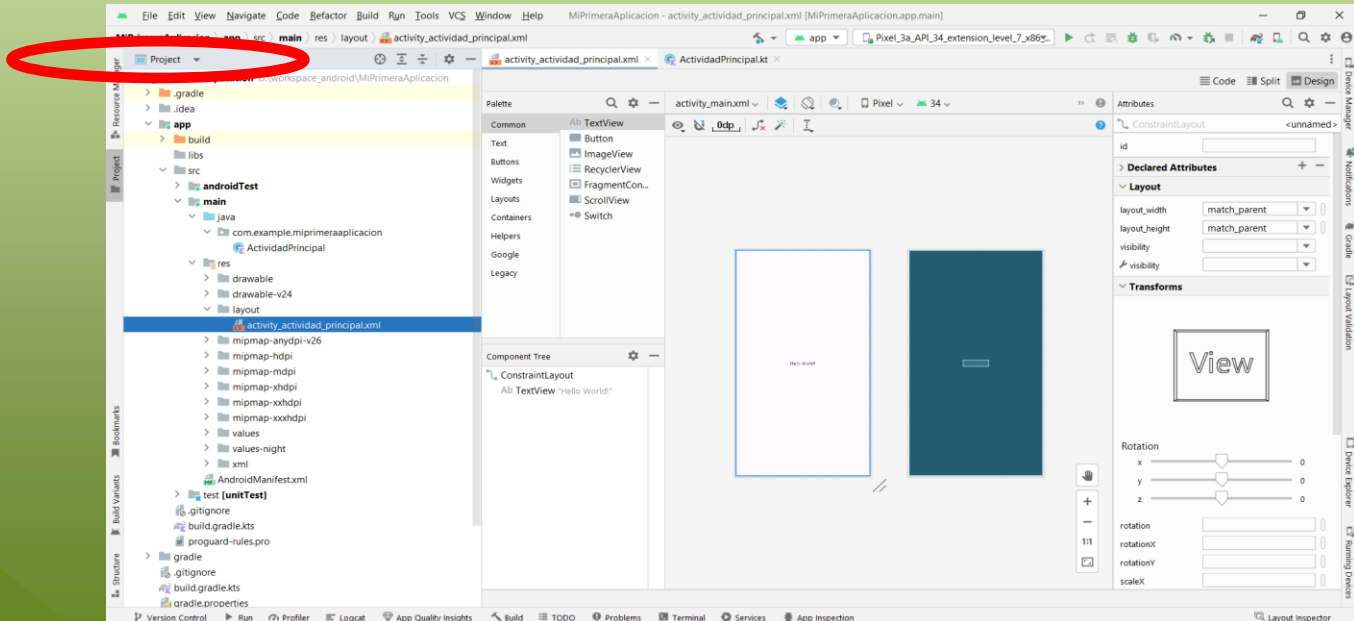 File Edit View Navigate Code Refactor Build Run Tools VCS Window Help MiPrimeraAplicacion - activity_actividad_principal.xml [MiPrimeraAplicacion.app.main]
app src main res layout activity_actividad_principal.xml
app Pixel_3a_API_34_extension_level_7_x86
Project
activity_actividad_principal.xml ActividadPrincipal.kt
Code Split Design
D:\workspace_android\MiPrimeraAplicacion
.gradle
.idea
app
build
libs
src
androidTest
main
java
com.example.miprimeraaplicacion
ActividadPrincipal
res
drawable
drawable-v24
layout
activity_actividad_principal.xml
mipmap-anydpi-v26
mipmap-hdpi
mipmap-mdpi
mipmap-xhdpi
mipmap-xxhdpi
mipmap-xxxhdpi
values
values-night
xml
AndroidManifest.xml
test [unitTest]
.gitignore
build.gradle.kts
proguard-rules.pro
gradle
.gitignore
build.gradle.kts
gradle.properties
Resource
Project
Bookmarks
Build Variants
Structure
Palette
Common
Text
Buttons
Widgets
Layouts
Containers
Helpers
Google
Legacy
Ab TextView
Button
ImageView
RecyclerView
FragmentCon...
ScrollView
Switch
Component Tree
ConstraintLayout
Ab TextView "Hello World!"
activity_main.xml Pixel 34
0dp
Hello World!
1:1
Attributes
ConstraintLayout <unnamed>
id
Declared Attributes
Layout
layout_width match_parent
layout_height match_parent
visibility
visibility
Transforms
View
Rotation
x 0
y 0
z 0
rotation
rotationX
rotationY
scaleX
Device Manager
Notifications
Gradle
Layout Validation
Device Explorer
Running Devices
Version Control Run Profiler Logcat App Quality Insights Build TODO Problems Terminal Services App Inspection Layout Inspector